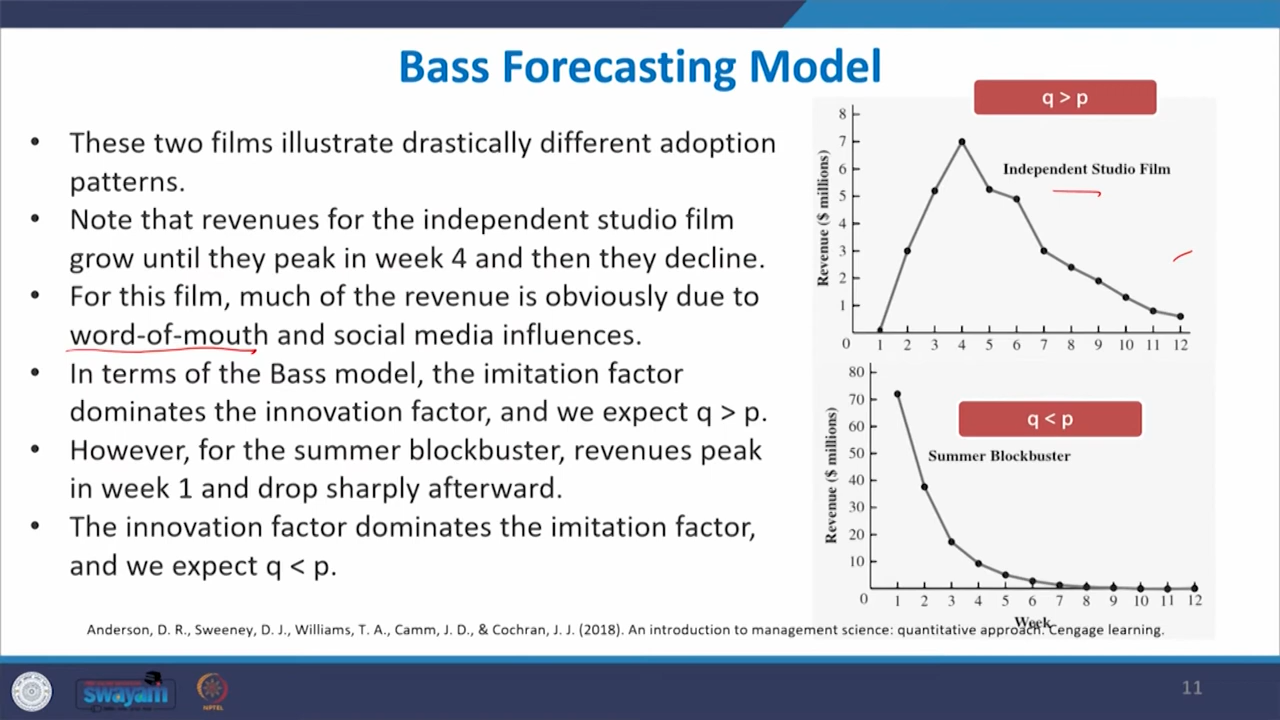 Bass Forecasting Model
• These two films illustrate drastically different adoption
patterns.
• Note that revenues for the independent studio film
grow until they peak in week 4 and then they decline.
• For this film, much of the revenue is obviously due to
word-of-mouth and social media influences.
• In terms of the Bass model, the imitation factor
dominates the innovation factor, and we expect q > p.
• However, for the summer blockbuster, revenues peak
in week 1 and drop sharply afterward.
• The innovation factor dominates the imitation factor,
and we expect q < p.
q > p
8
7
6
5
4
3
2
1
Revenue ($ millions)
Independent Studio Film
0 1 2 3 4 5 6 7 8 9 10 11 12
80
70
60
50
40
30
20
10
Revenue ($ millions)
q < p
Summer Blockbuster
0 1 2 3 4 5 6 7 8 9 10 11 12
Week
Anderson, D. R., Sweeney, D. J., Williams, T. A., Camm, J. D., & Cochran, J. J. (2018). An introduction to management science: quantitative approach. Cengage learning.
swayam
NPTEL
11